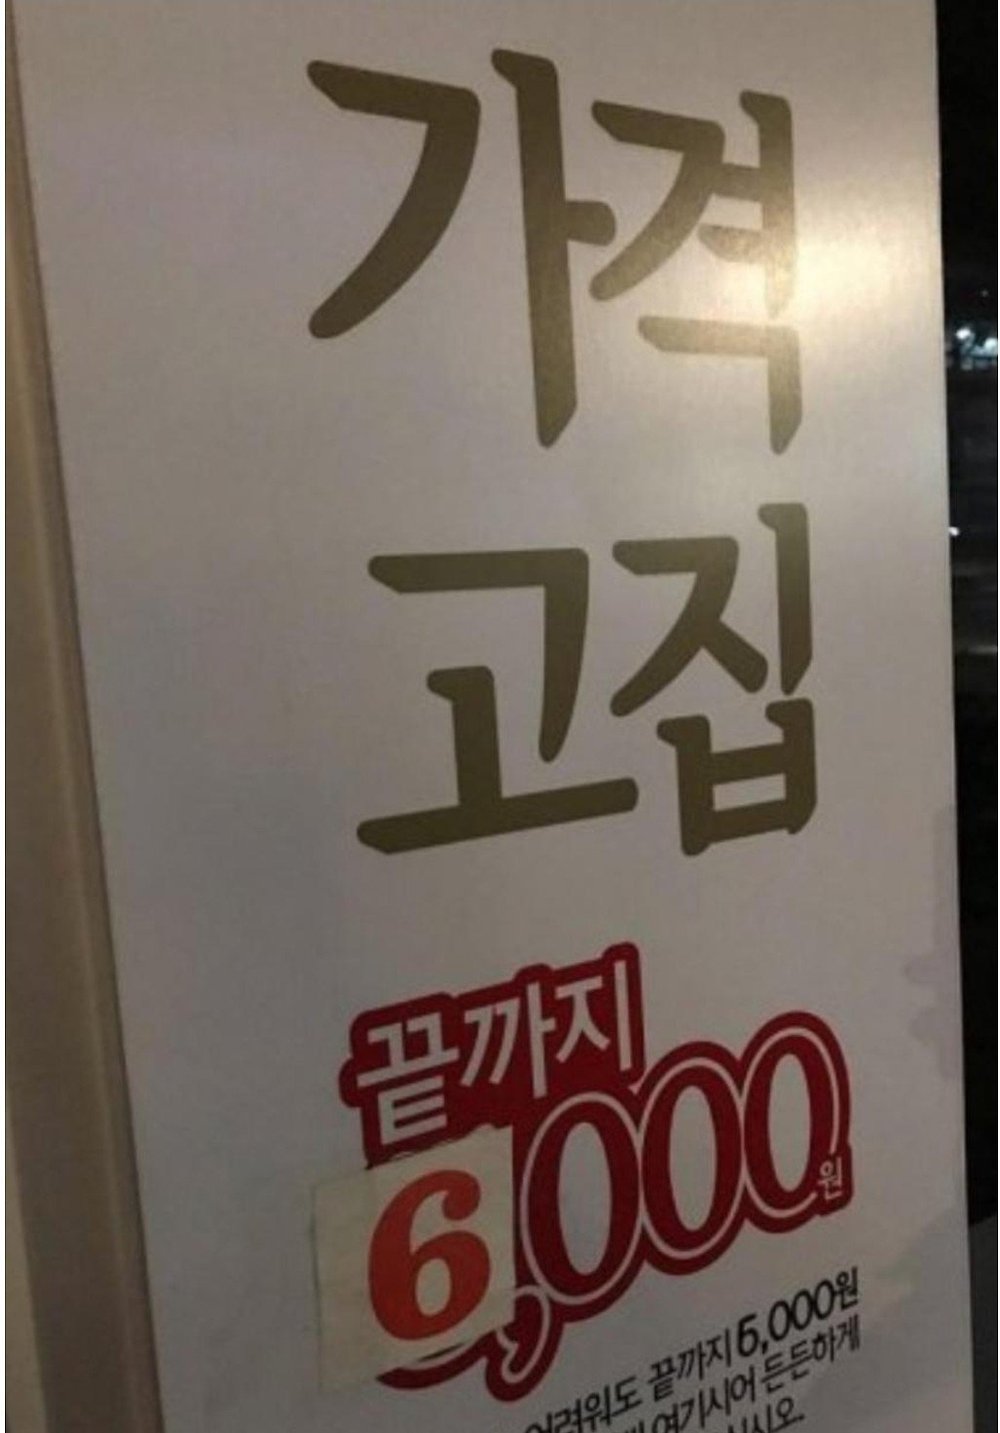 가격
고집
끝까지
6,000원
어려워도 끝까지 5,000원
여기시어 든든하게